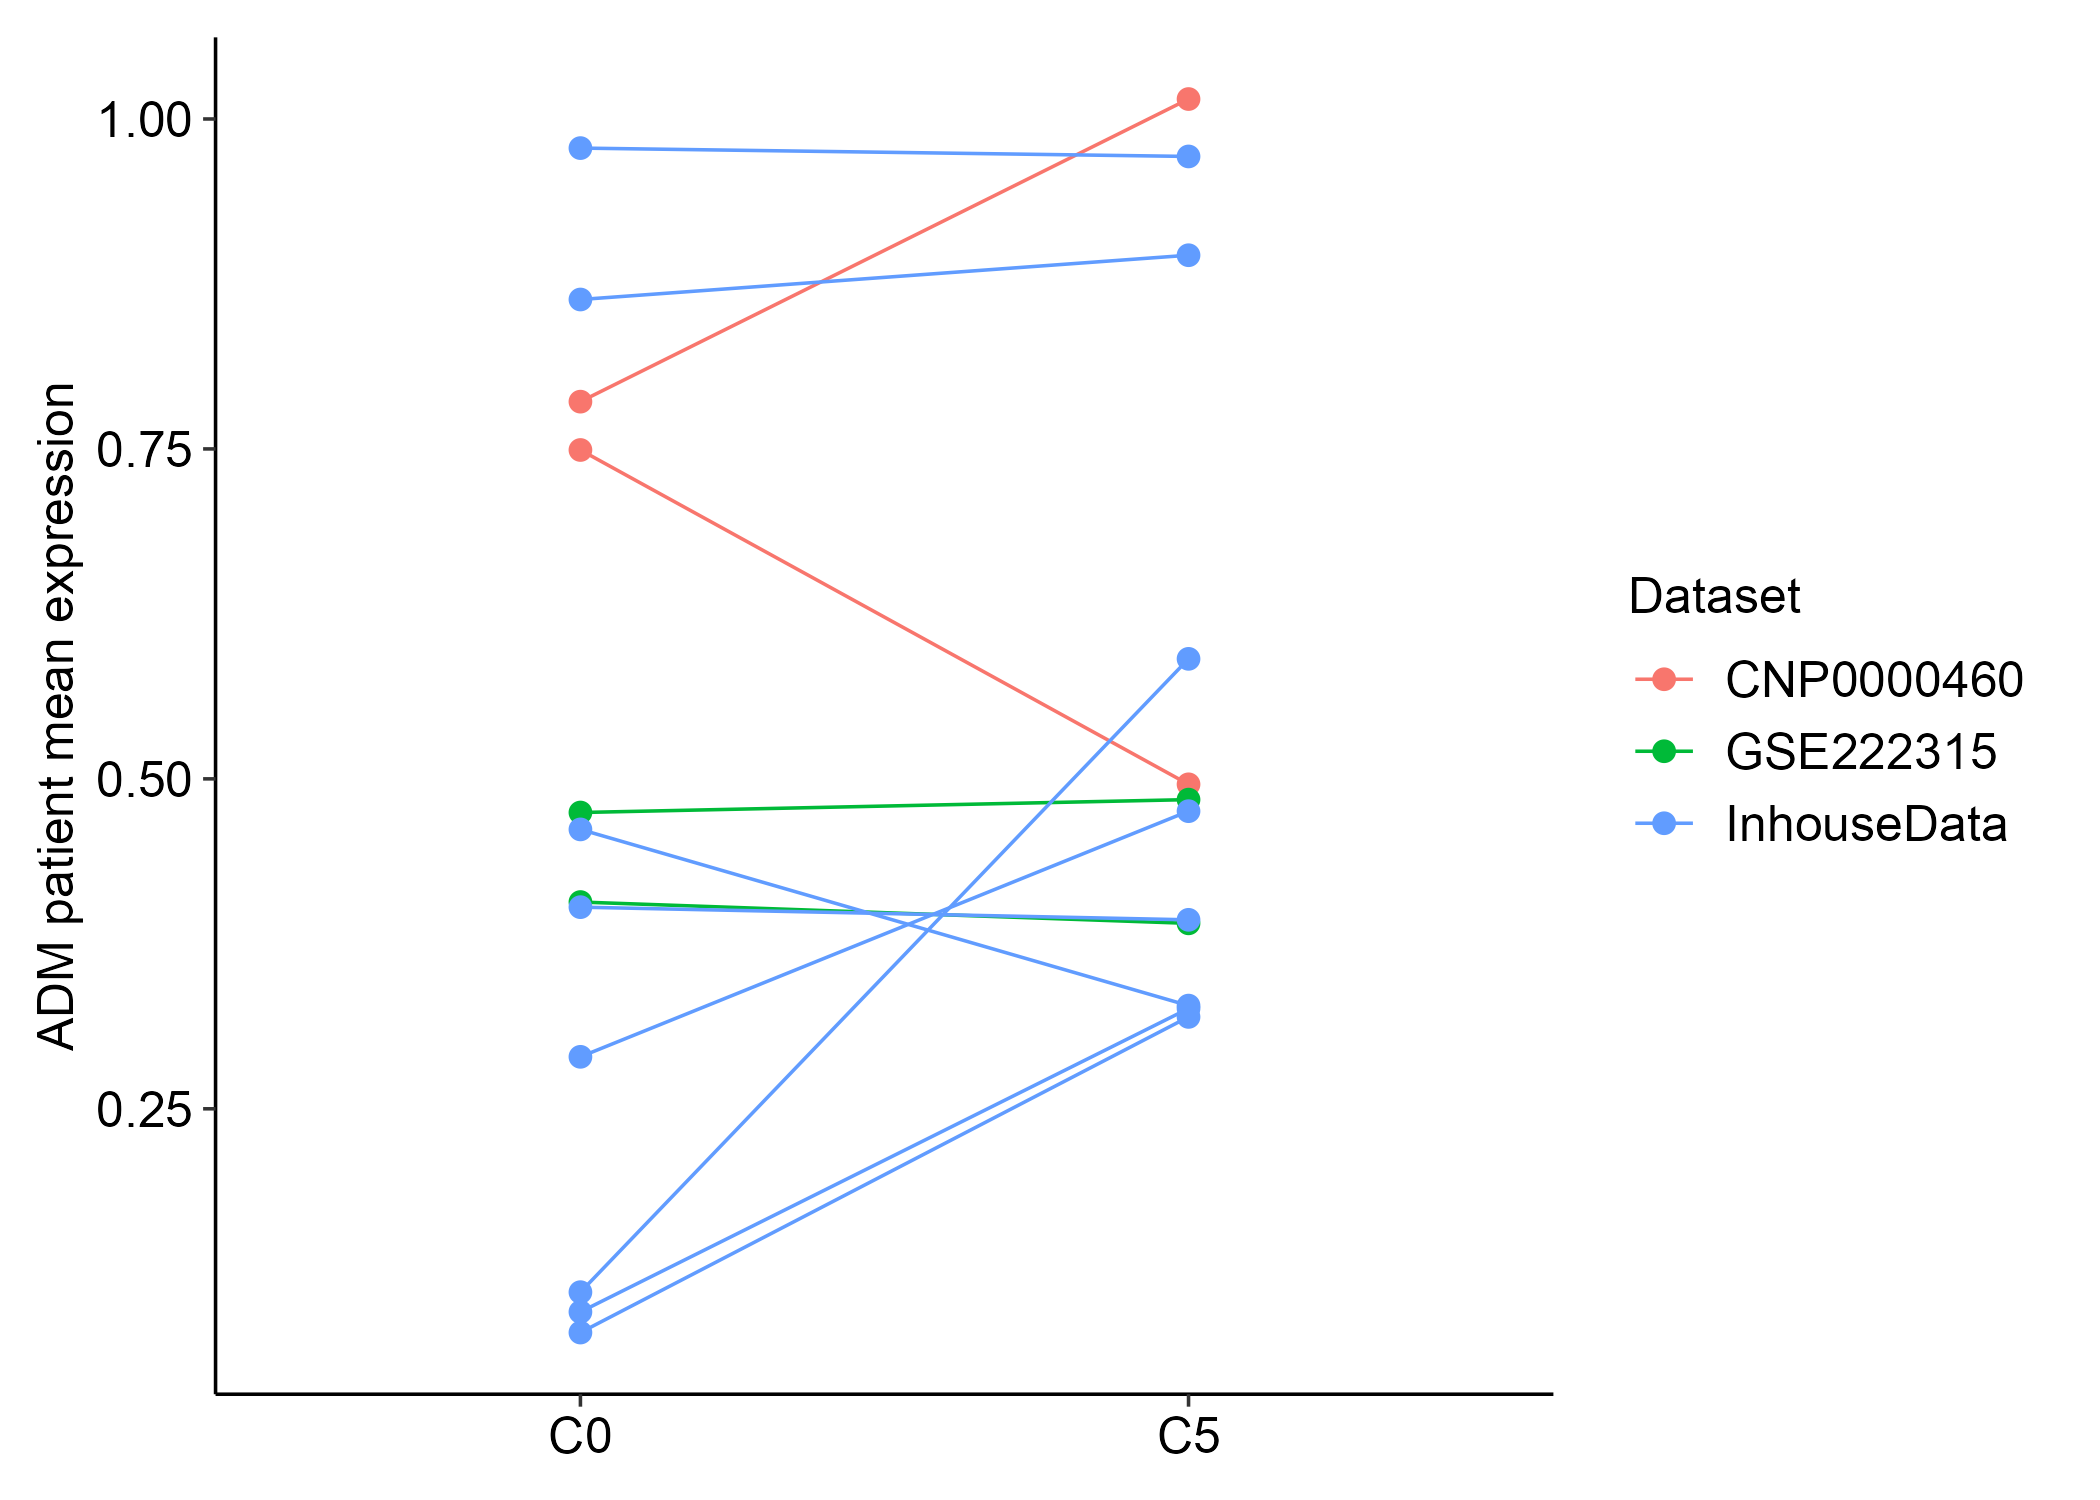 ADM patient mean expression
1.00
0.75
0.50
0.25
C0
C5
Dataset
CNP0000460
GSE222315
InhouseData